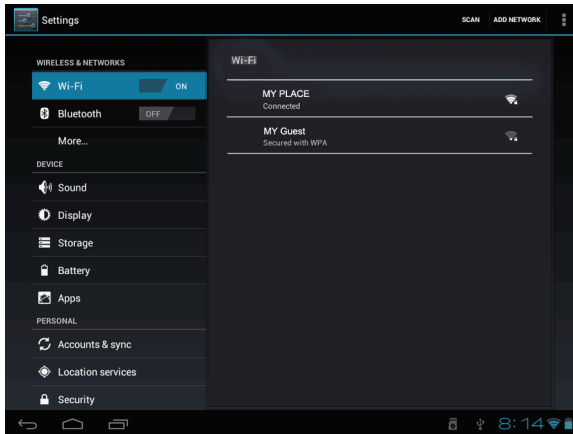 Settings
SCAN ADD NETWORK
WIRELESS & NETWORKS
Wi-Fi ON
Bluetooth OFF
More...
DEVICE
Sound
Display
Storage
Battery
Apps
PERSONAL
Accounts & sync
Location services
Security
Wi-Fi
MY PLACE
Connected
MY Guest
Secured with WPA
8:14